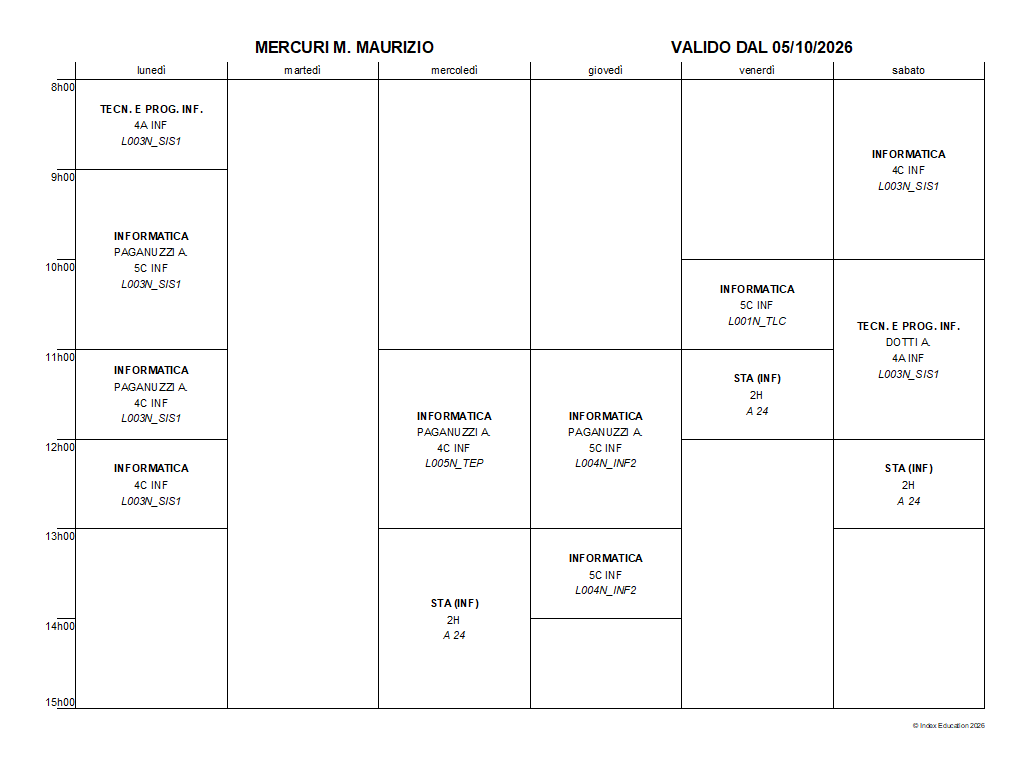 MERCURI M. MAURIZIO
VALIDO DAL 05/10/2026
lunedì
martedì
mercoledì
giovedì
venerdì
sabato
8h00
TECN. E PROG. INF.
4A INF
L003N_SIS1
INFORMATICA
4C INF
L003N_SIS1
9h00
INFORMATICA
PAGANUZZI A.
5C INF
L003N_SIS1
10h00
INFORMATICA
5C INF
L001N_TLC
TECN. E PROG. INF.
DOTTI A.
4A INF
L003N_SIS1
11h00
INFORMATICA
PAGANUZZI A.
4C INF
L003N_SIS1
INFORMATICA
PAGANUZZI A.
4C INF
L005N_TEP
INFORMATICA
PAGANUZZI A.
5C INF
L004N_INF2
STA (INF)
2H
A 24
12h00
INFORMATICA
4C INF
L003N_SIS1
STA (INF)
2H
A 24
13h00
STA (INF)
2H
A 24
INFORMATICA
5C INF
L004N_INF2
14h00
15h00
© Index Education 2026